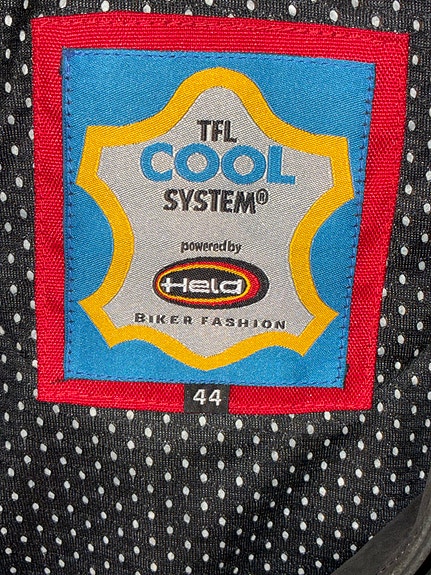 TFL
COOL
SYSTEM®
powered by
Held
BIKER FASHION
44